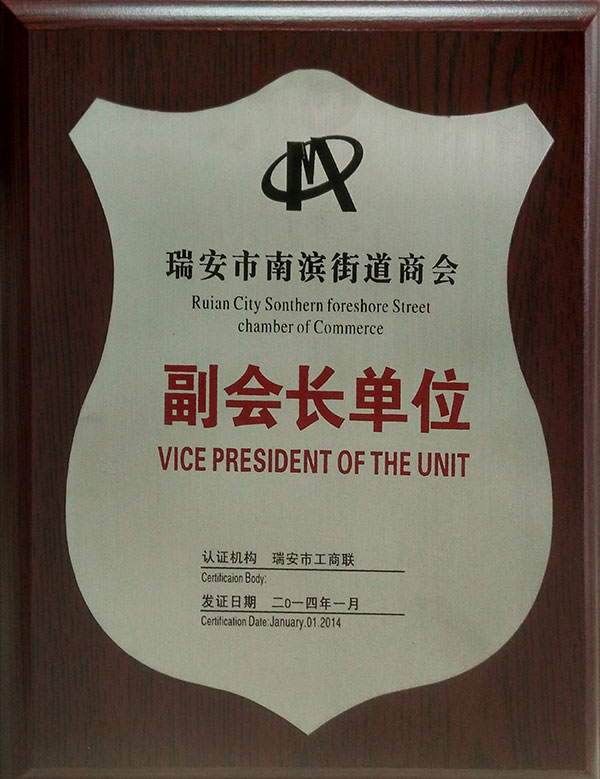 瑞安市南滨街道商会
Ruian City Sonthern foreshore Street
chamber of Commerce
副会长单位
VICE PRESIDENT OF THE UNIT
认证机构 瑞安市工商联
Certificaion Body:
发证日期 二0一四年一月
Certification Date:January.01.2014